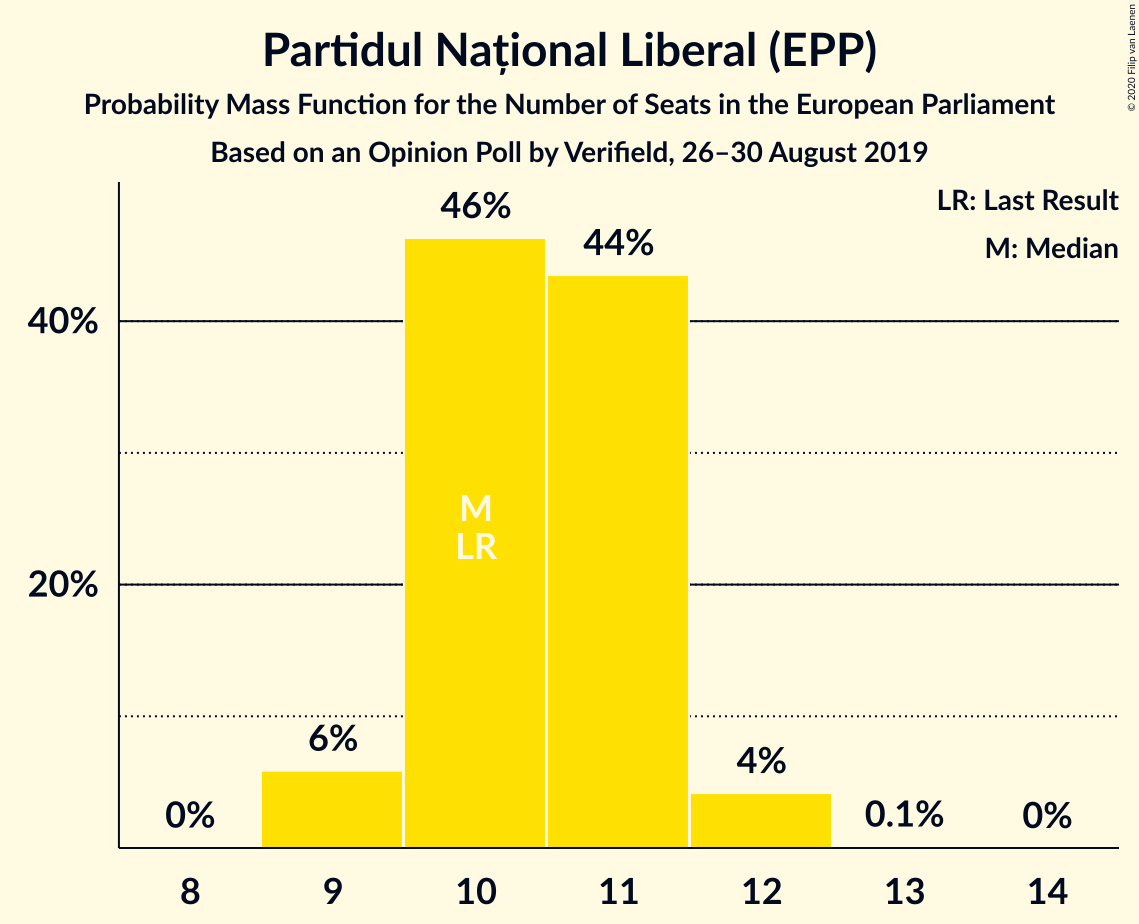 Partidul Național Liberal (EPP)
Probability Mass Function for the Number of Seats in the European Parliament
Based on an Opinion Poll by Verifield, 26–30 August 2019
© 2020 Filip van Laenen
LR: Last Result
M: Median
46%
44%
40%
M
LR
20%
6%
4%
0%
0.1%
0%
8
9
10
11
12
13
14